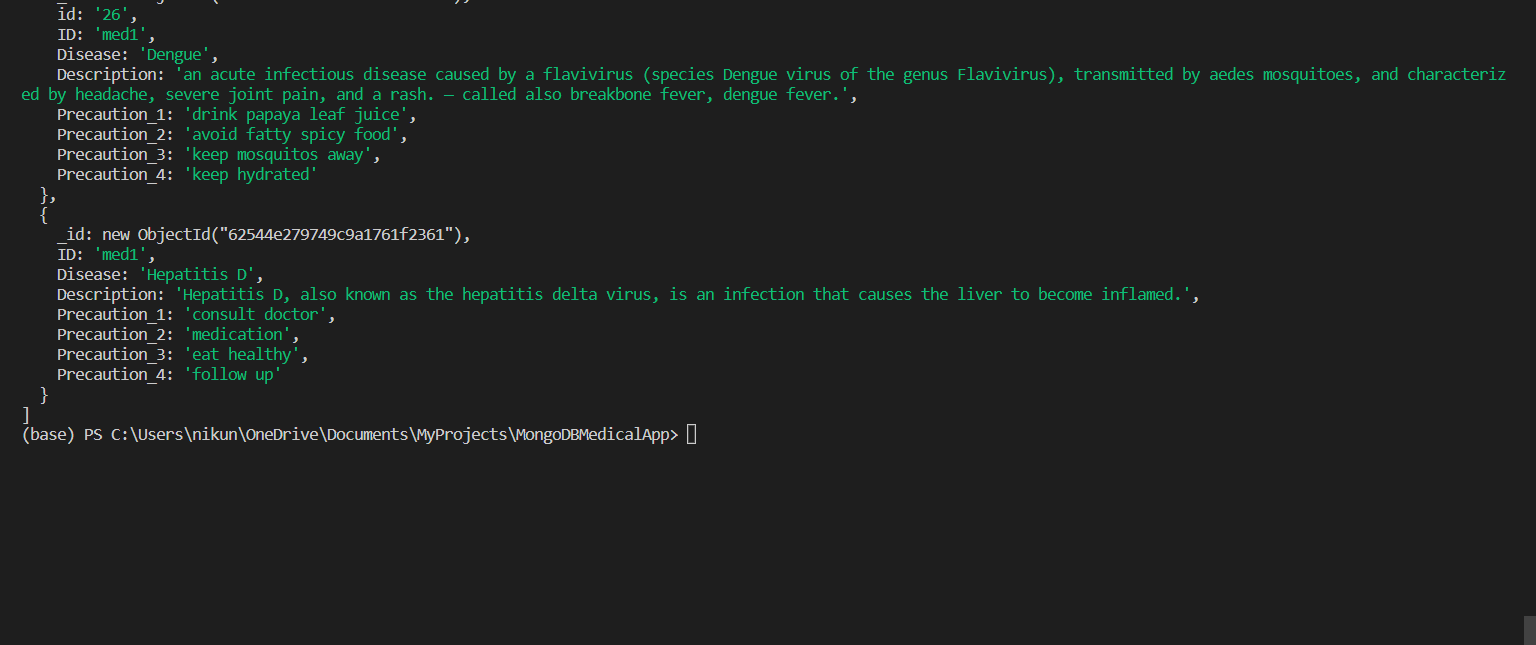 id: '26',
ID: 'med1',
Disease: 'Dengue',
Description: 'an acute infectious disease caused by a flavivirus (species Dengue virus of the genus Flavivirus), transmitted by aedes mosquitoes, and characteriz
ed by headache, severe joint pain, and a rash. — called also breakbone fever, dengue fever.',
Precaution_1: 'drink papaya leaf juice',
Precaution_2: 'avoid fatty spicy food',
Precaution_3: 'keep mosquitos away',
Precaution_4: 'keep hydrated'
},
{
_id: new ObjectId("62544e279749c9a1761f2361"),
ID: 'med1',
Disease: 'Hepatitis D',
Description: 'Hepatitis D, also known as the hepatitis delta virus, is an infection that causes the liver to become inflamed.',
Precaution_1: 'consult doctor',
Precaution_2: 'medication',
Precaution_3: 'eat healthy',
Precaution_4: 'follow up'
}
]
(base) PS C:\Users\nikun\OneDrive\Documents\MyProjects\MongoDBMedicalApp>